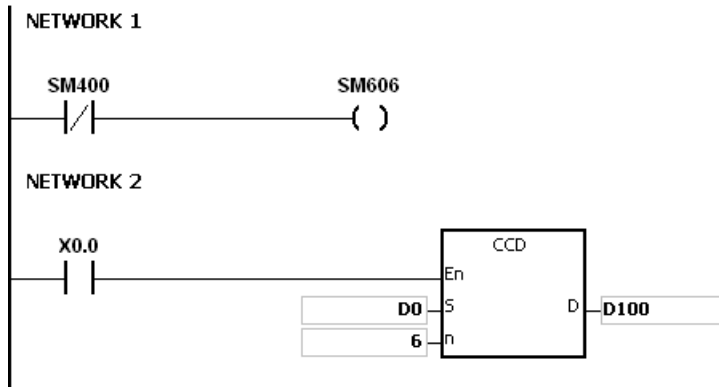 NETWORK 1
SM400 SM606
NETWORK 2
X0.0
CCD
En
D0 S D D100
6 n